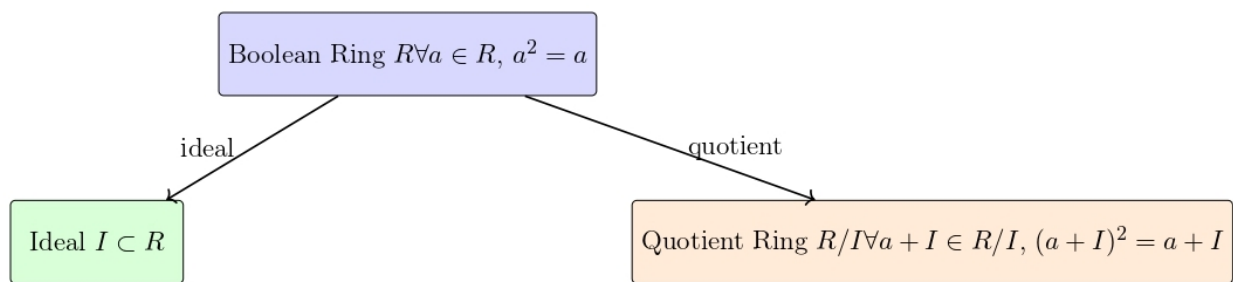 Boolean Ring R∀a ∈ R, a² = a
ideal
quotient
Ideal I ⊂ R
Quotient Ring R/I∀a + I ∈ R/I, (a + I)² = a + I